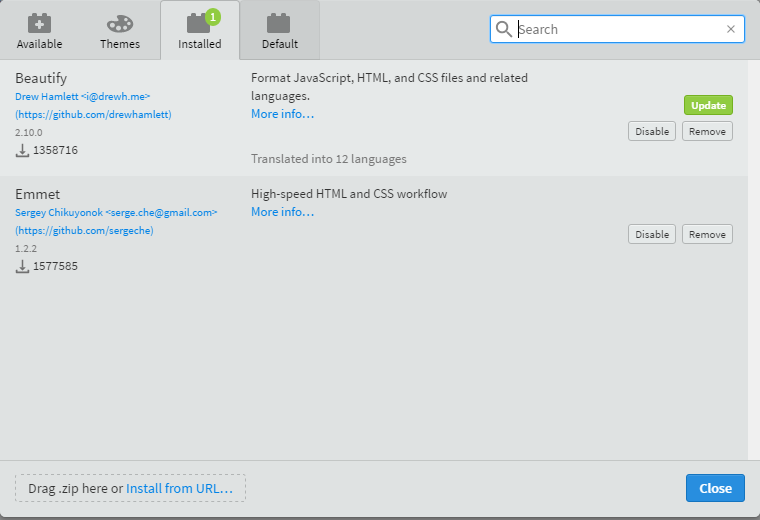 Available
Themes
1
Installed
Default
Search
Beautify
Drew Hamlett <i@drewh.me>
(https://github.com/drewhamlett)
2.10.0
1358716
Format JavaScript, HTML, and CSS files and related
languages.
More info…
Translated into 12 languages
Update
Disable
Remove
Emmet
Sergey Chikuyonok <serge.che@gmail.com>
(https://github.com/sergeche)
1.2.2
1577585
High-speed HTML and CSS workflow
More info…
Disable
Remove
Drag .zip here or Install from URL…
Close